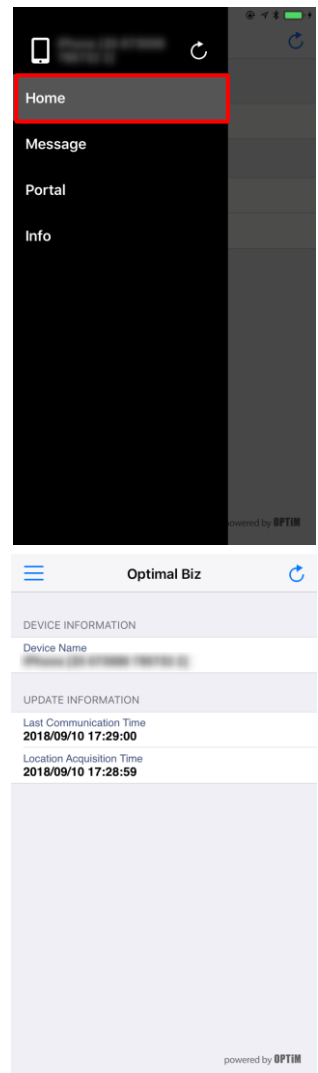 Home
Message
Portal
Info
powered by OPTiM
Optimal Biz
DEVICE INFORMATION
Device Name
UPDATE INFORMATION
Last Communication Time
2018/09/10 17:29:00
Location Acquisition Time
2018/09/10 17:28:59
powered by OPTiM